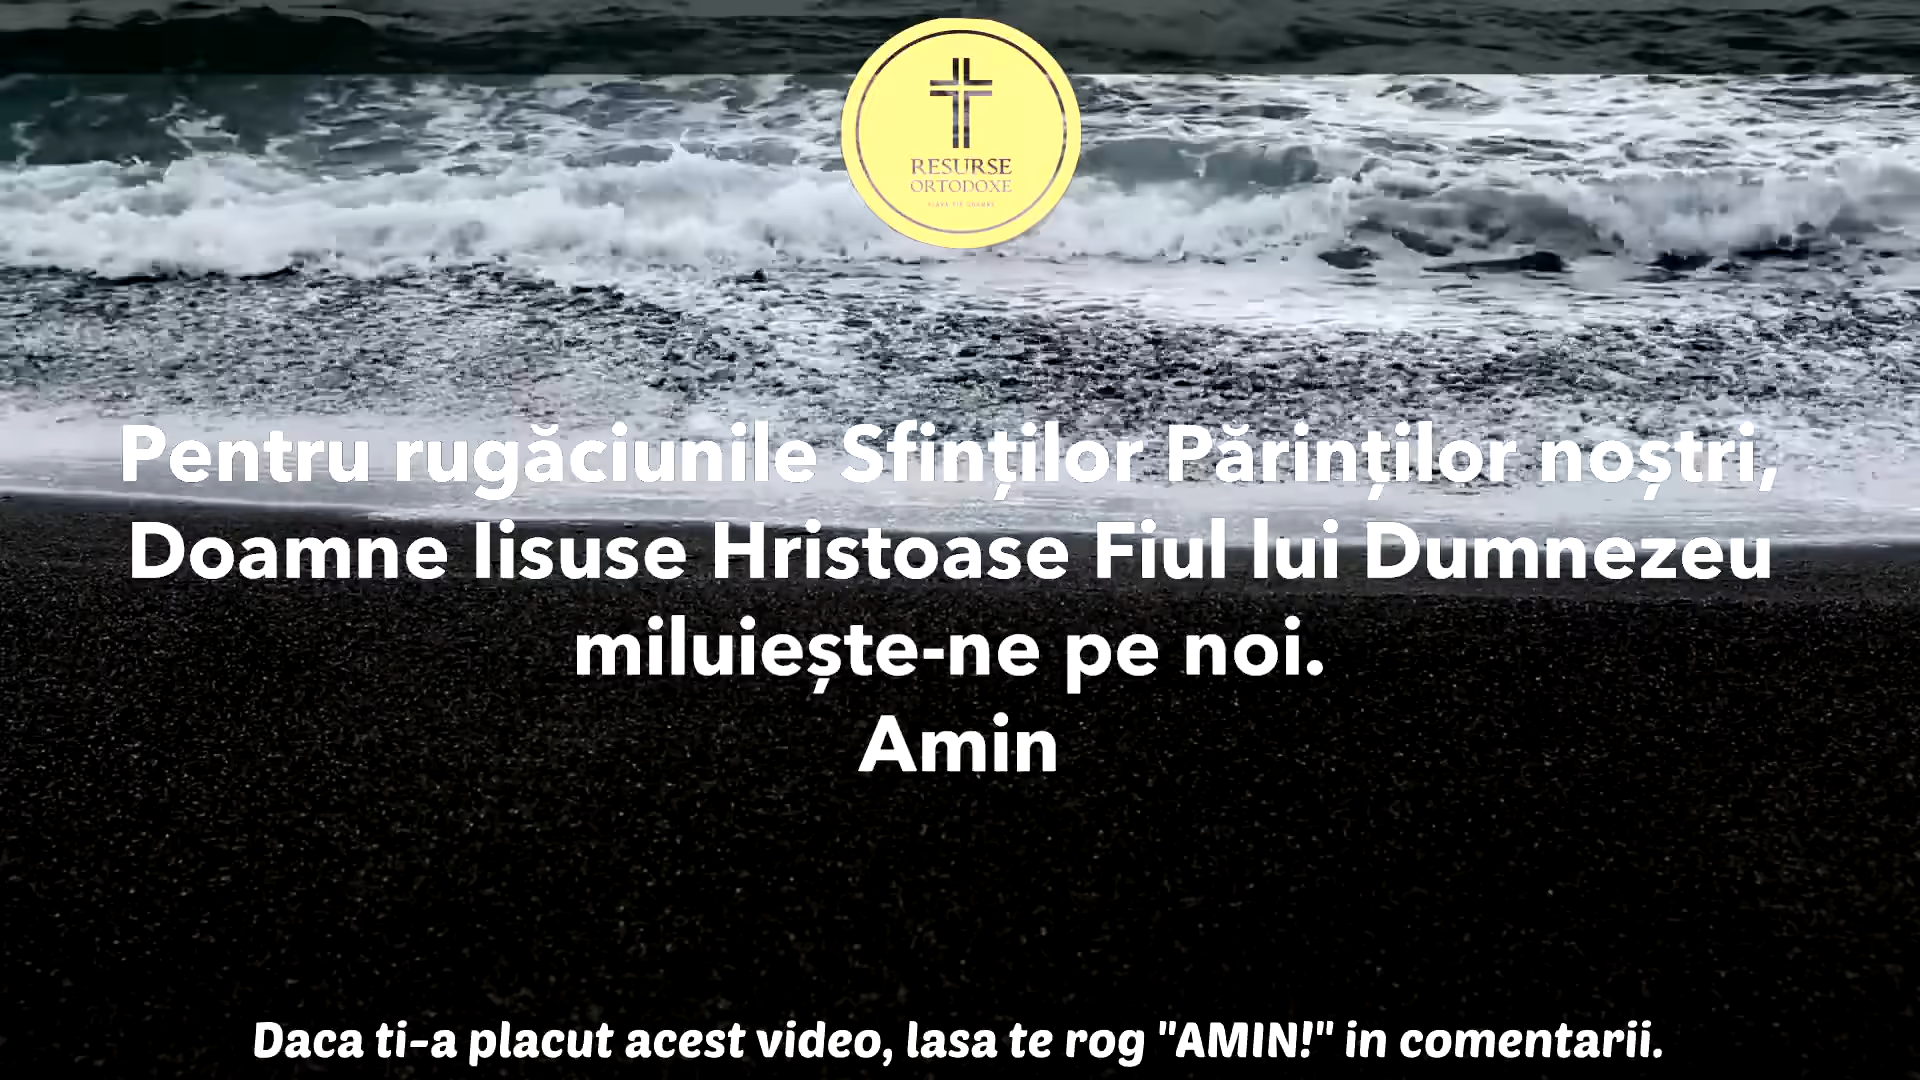 RESURSE
ORTODOXE
Pentru rugăciunile Sfinților Părinților noștri,
Doamne Iisuse Hristoase Fiul lui Dumnezeu
miluiește-ne pe noi.
Amin
Daca ti-a placut acest video, lasa te rog "AMIN!" in comentarii.